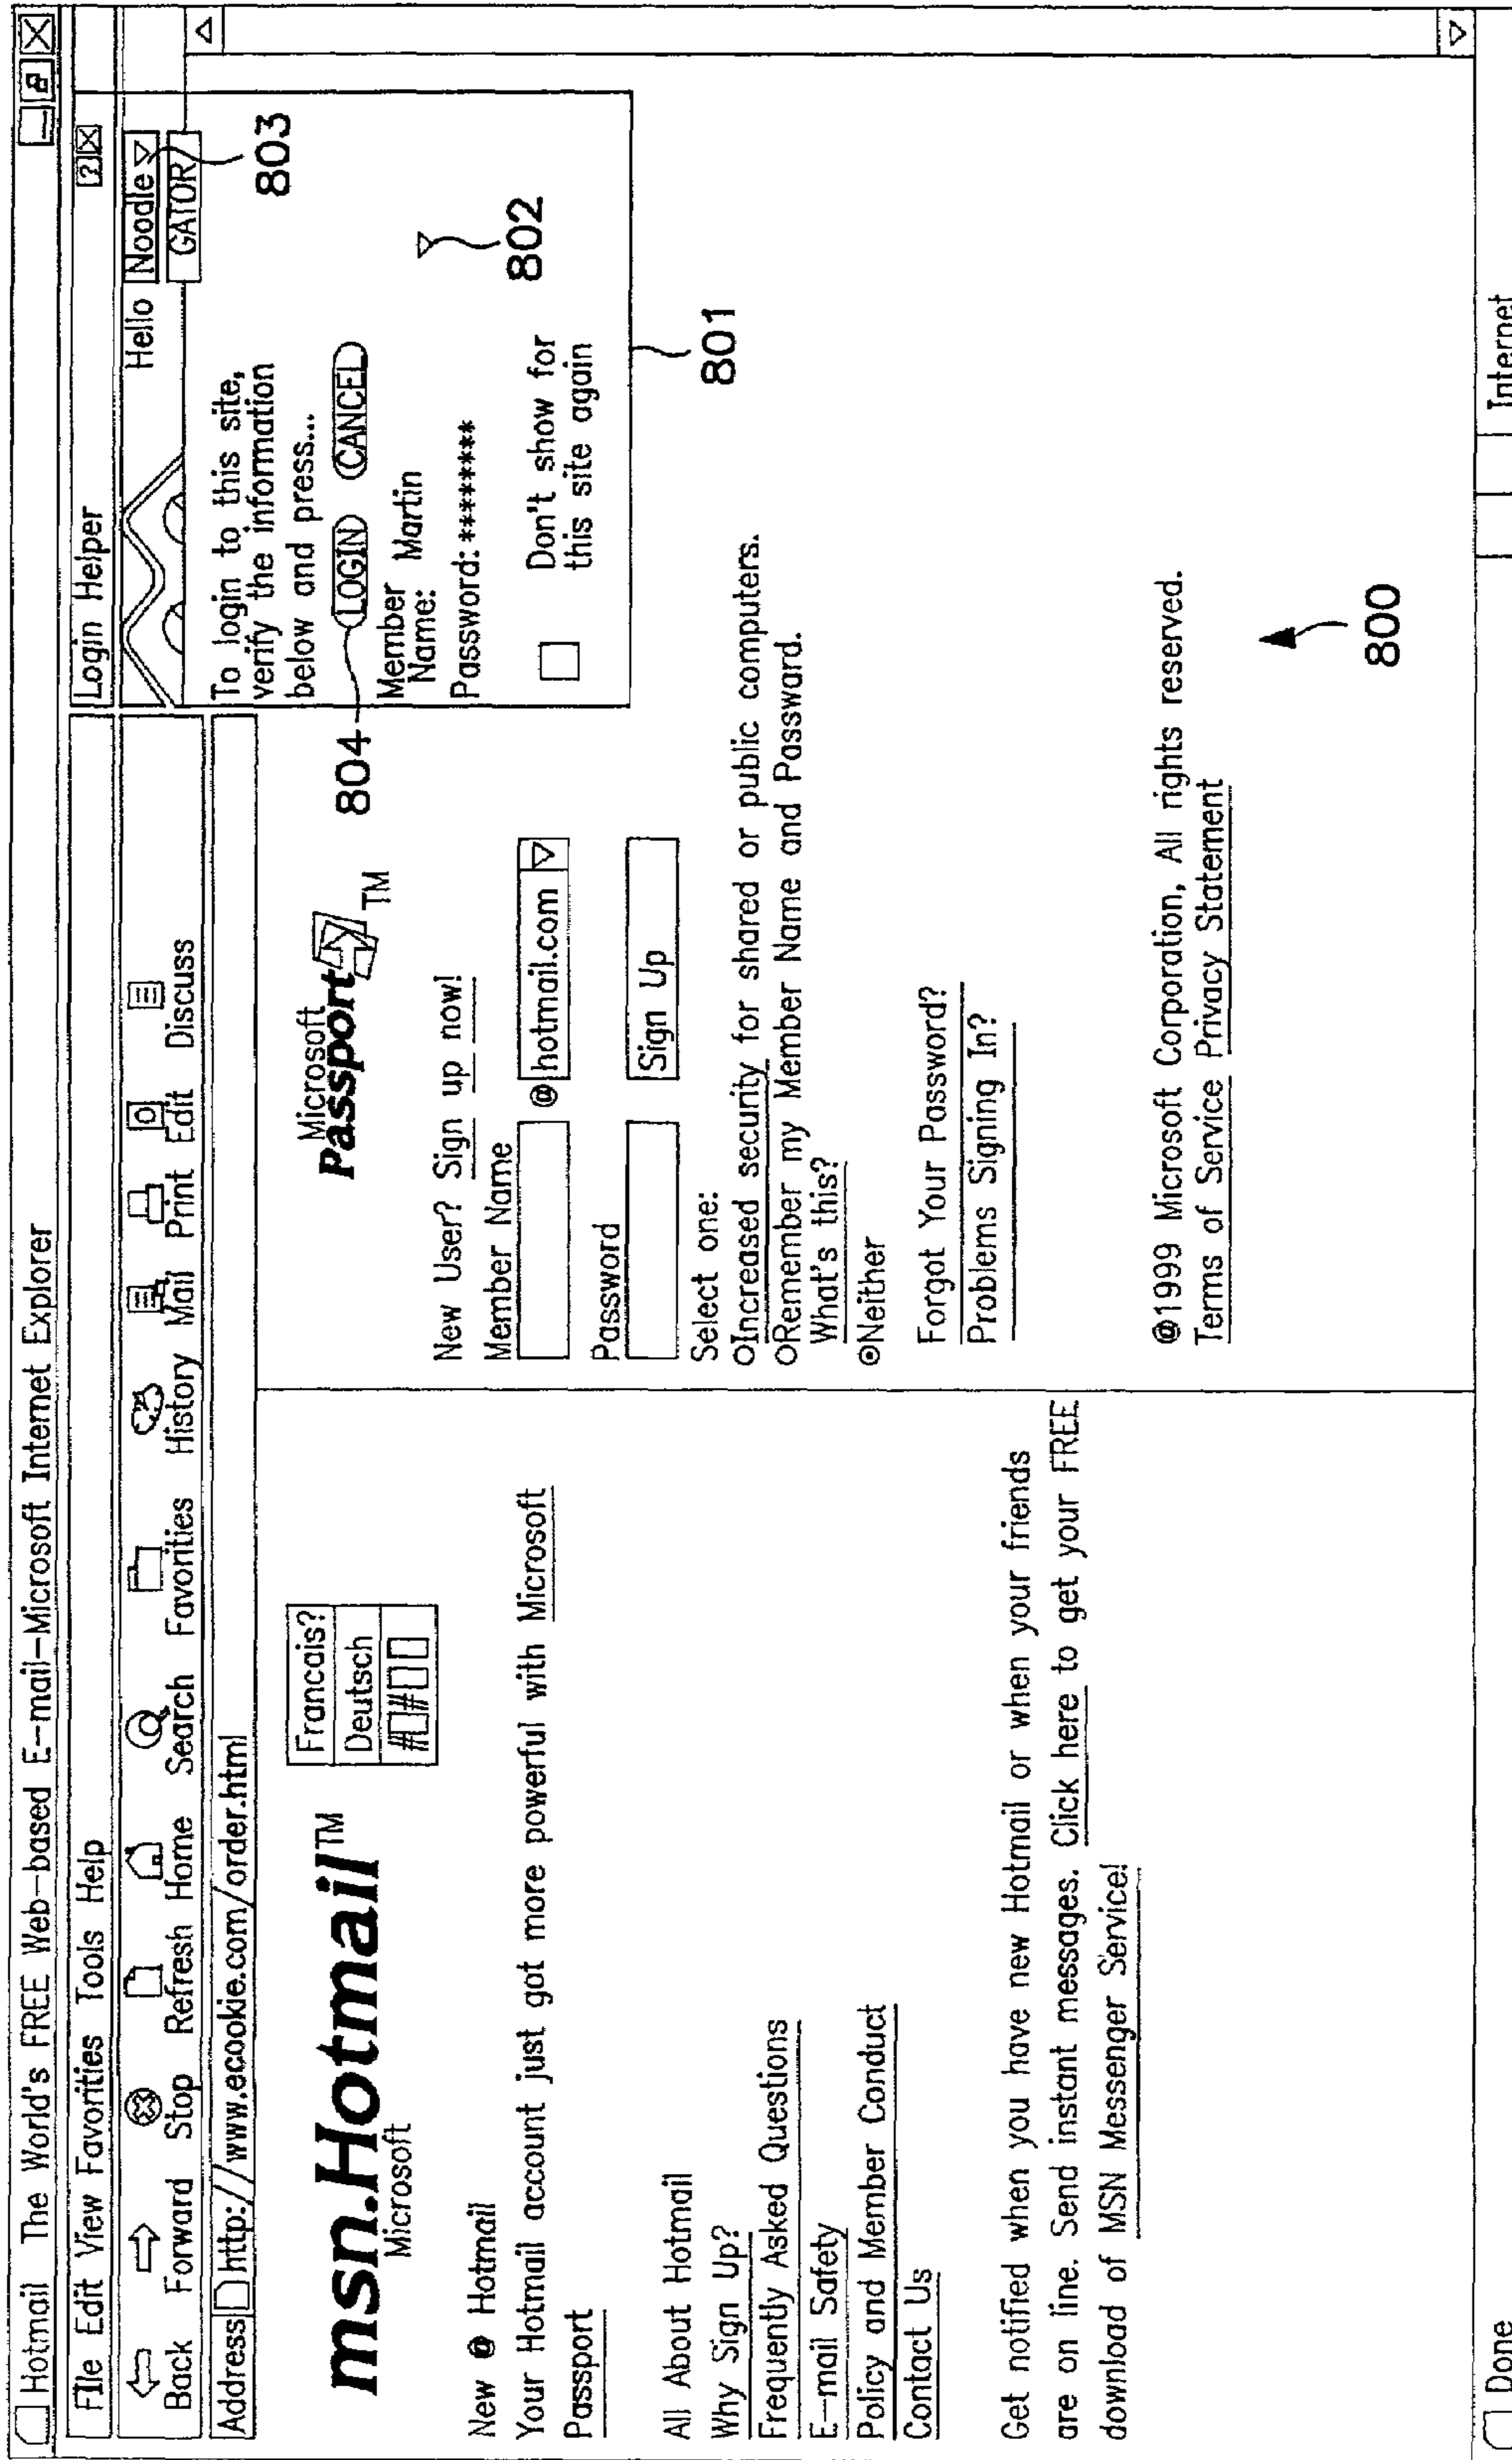 Hotmail The World's FREE Web-based E-mail-Microsoft Internet Explorer
File Edit View Favorities Tools Help
Back Forward Stop Refresh Home Search Favorities History Mail Print Edit Discuss
Address http://www.ecookie.com/order.html
Login Helper ? X
Hello Noodle
GATOR
803
To login to this site,
verify the information
below and press...
804
LOGIN CANCEL
Member
Name: Martin
Password: ********
802
Don't show for
this site again
801
msn.Hotmail™
Microsoft
Francais?
Deutsch
New @ Hotmail
Your Hotmail account just got more powerful with Microsoft
Passport
All About Hotmail
Why Sign Up?
Frequently Asked Questions
E-mail Safety
Policy and Member Conduct
Contact Us
Get notified when you have new Hotmail or when your friends
are on line. Send instant messages. Click here to get your FREE
download of MSN Messenger Service!
Microsoft
Passport TM
New User? Sign up now!
Member Name
@ hotmail.com
Password
Sign Up
Select one:
Increased security for shared or public computers.
Remember my Member Name and Password.
What's this?
Neither
Forgot Your Password?
Problems Signing In?
@1999 Microsoft Corporation, All rights reserved.
Terms of Service Privacy Statement
800
Done
Internet